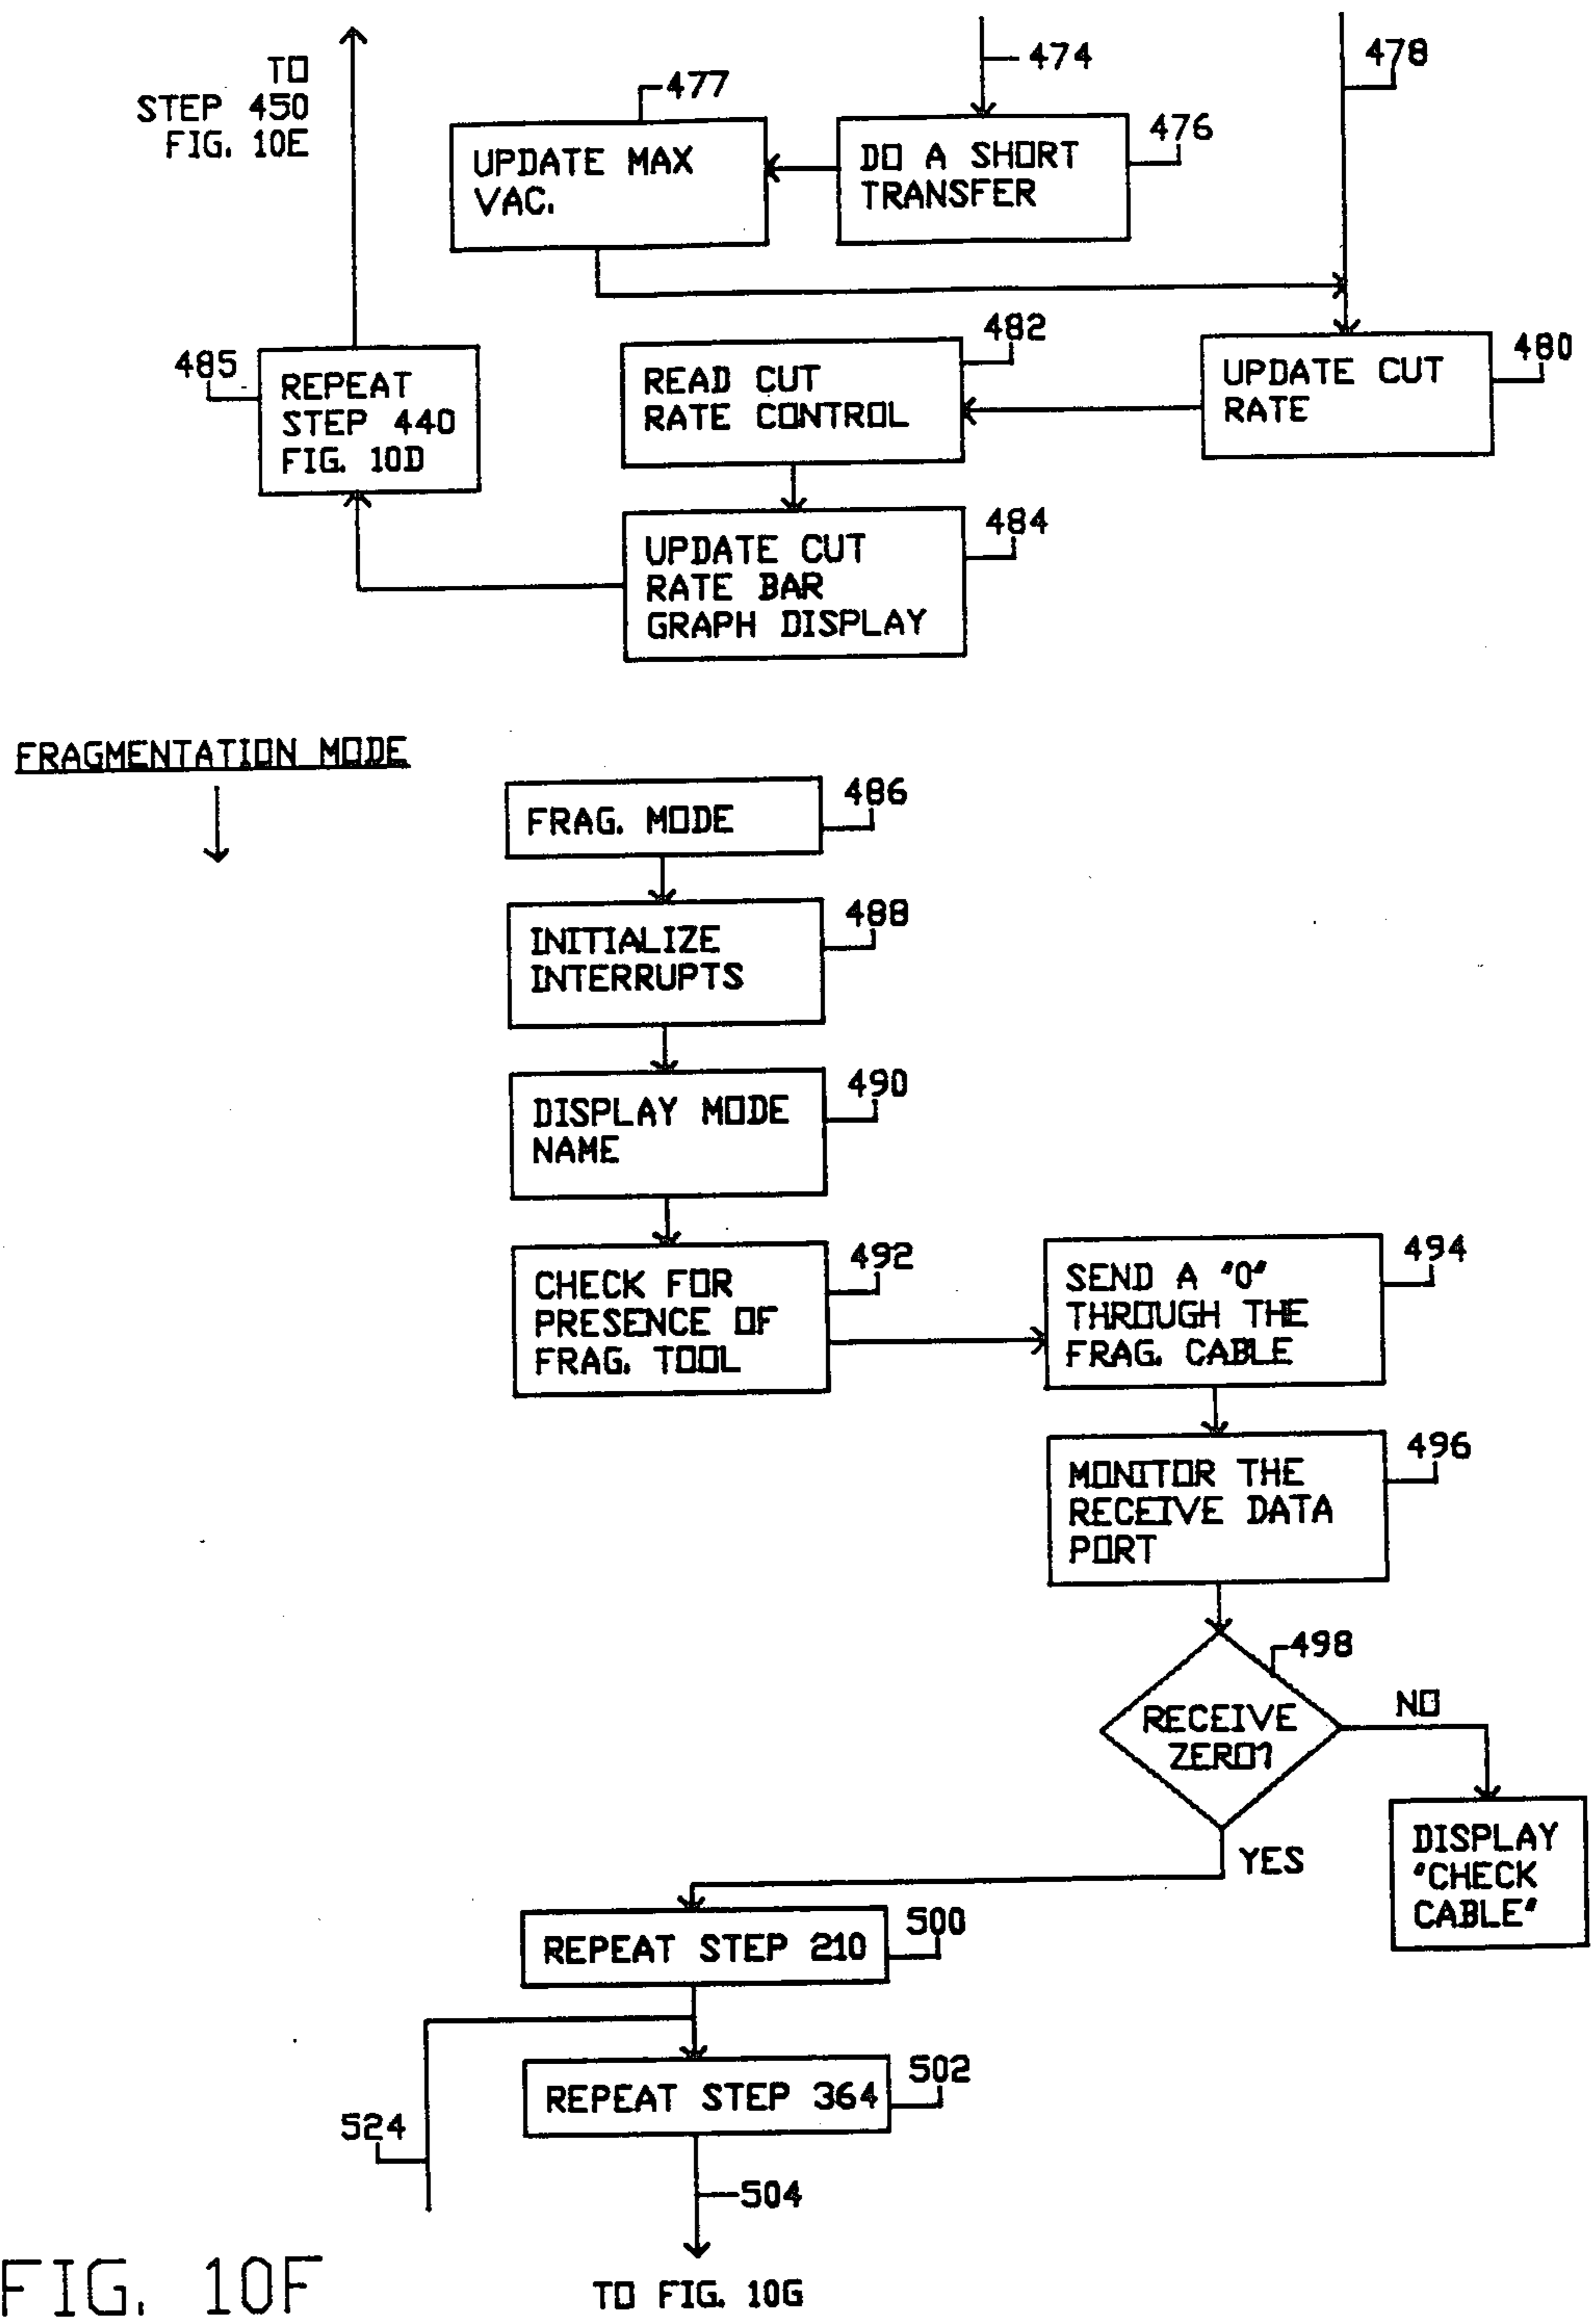 TO
STEP 450
FIG. 10E
477
474
478
UPDATE MAX
VAC.
DO A SHORT
TRANSFER
476
485
REPEAT
STEP 440
FIG. 10D
READ CUT
RATE CONTROL
482
UPDATE CUT
RATE
480
UPDATE CUT
RATE BAR
GRAPH DISPLAY
484
FRAGMENTATION MODE
FRAG. MODE
486
INITIALIZE
INTERRUPTS
488
DISPLAY MODE
NAME
490
CHECK FOR
PRESENCE OF
FRAG. TOOL
492
SEND A "0"
THROUGH THE
FRAG. CABLE
494
MONITOR THE
RECEIVE DATA
PORT
496
498
RECEIVE
ZERO?
NO
YES
DISPLAY
"CHECK
CABLE"
REPEAT STEP 210
500
REPEAT STEP 364
502
524
504
TO FIG. 10G
FIG. 10F